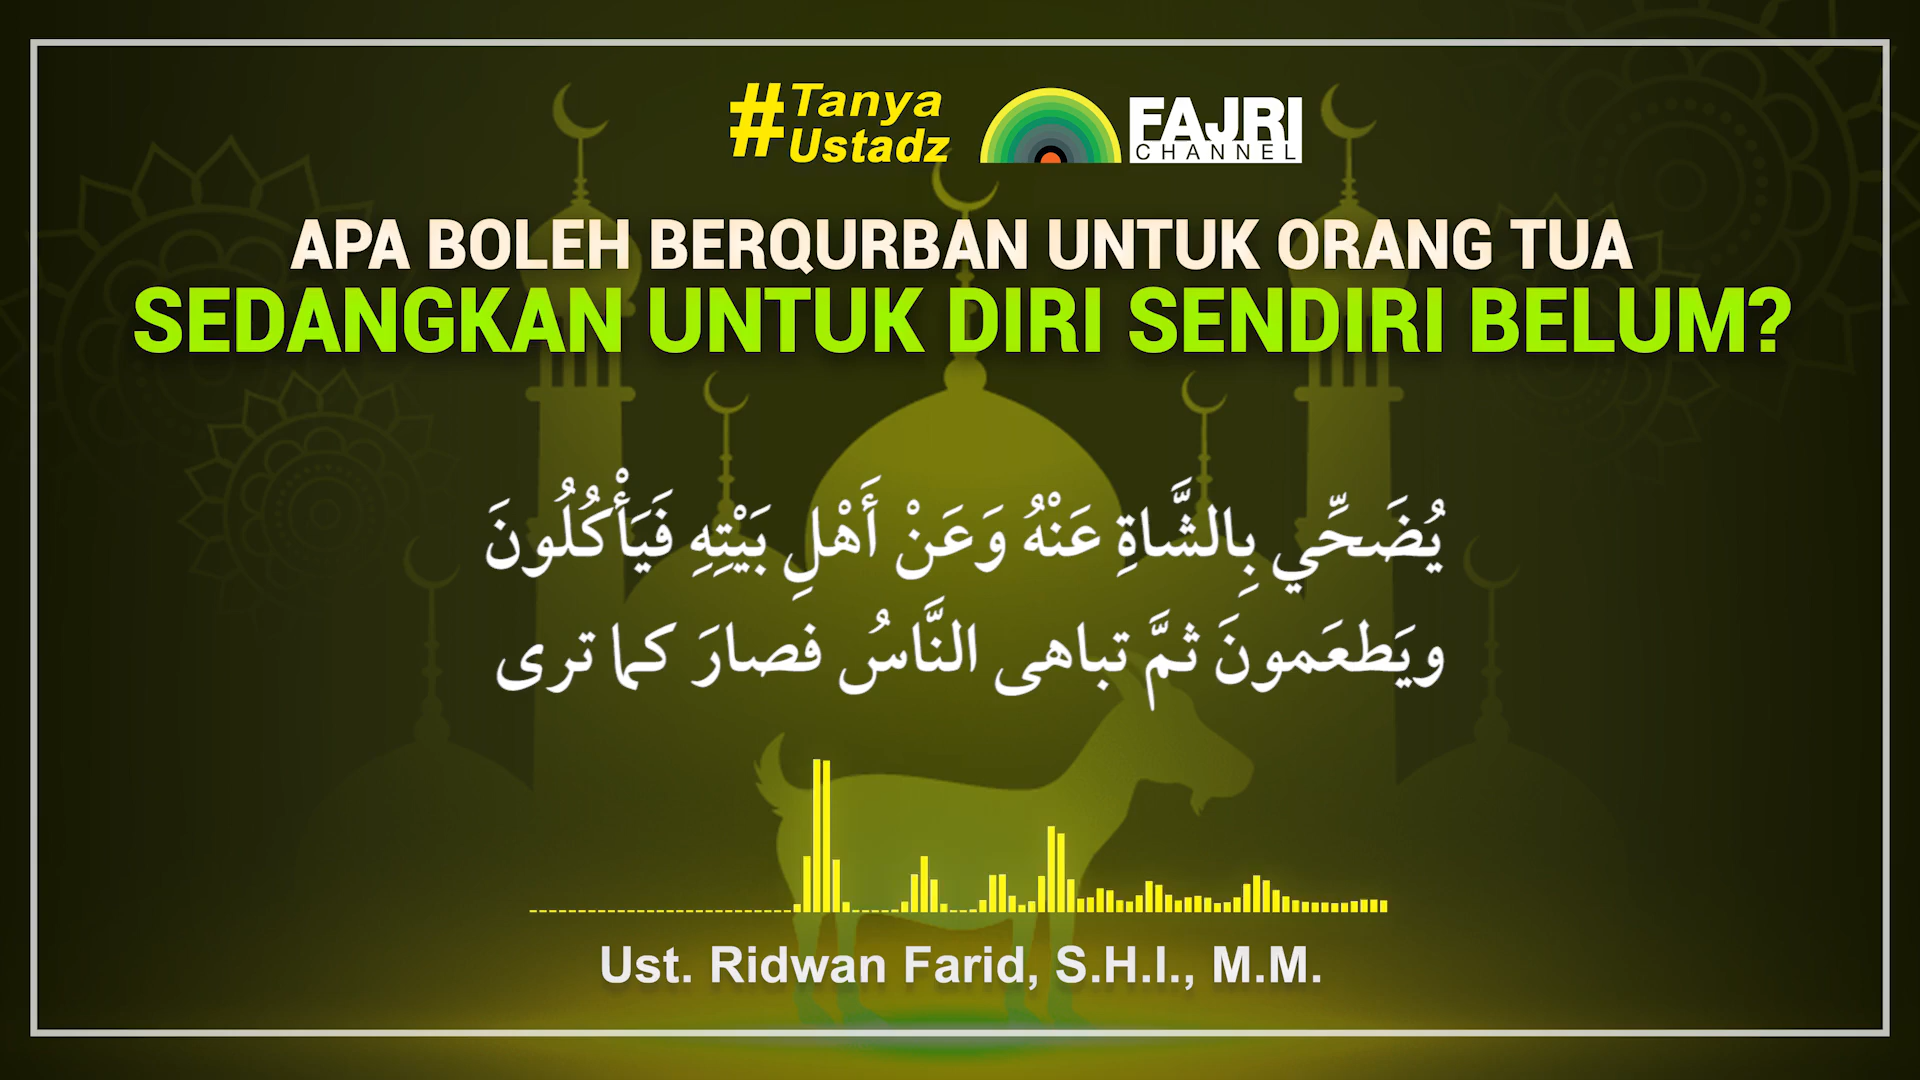 #Tanya
Ustadz
FAJRI
CHANNEL
APA BOLEH BERQURBAN UNTUK ORANG TUA
SEDANGKAN UNTUK DIRI SENDIRI BELUM?
يُضَحِّي بِالشَّاةِ عَنْهُ وَعَنْ أَهْلِ بَيْتِهِ فَيَأْكُلُونَ
ويَطعَمونَ ثمَّ تباهى النَّاسُ فصارَ كما ترى
Ust. Ridwan Farid, S.H.I., M.M.